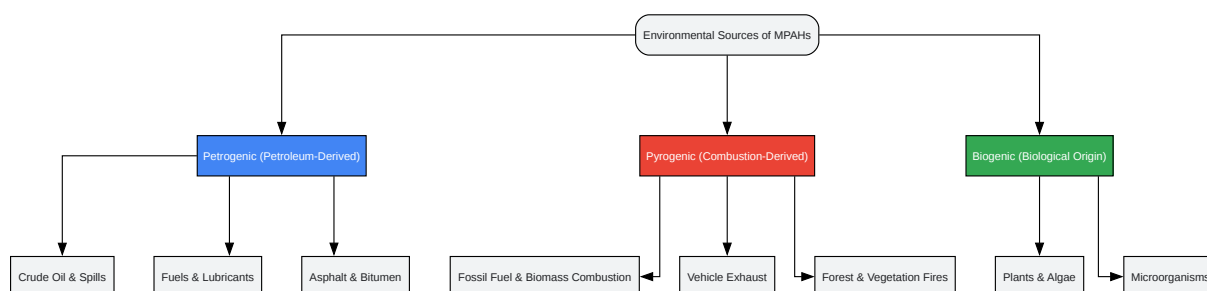 Environmental Sources of MPAHs
Petrogenic (Petroleum-Derived)
Pyrogenic (Combustion-Derived)
Biogenic (Biological Origin)
Crude Oil & Spills
Fuels & Lubricants
Asphalt & Bitumen
Fossil Fuel & Biomass Combustion
Vehicle Exhaust
Forest & Vegetation Fires
Plants & Algae
Microorganisms